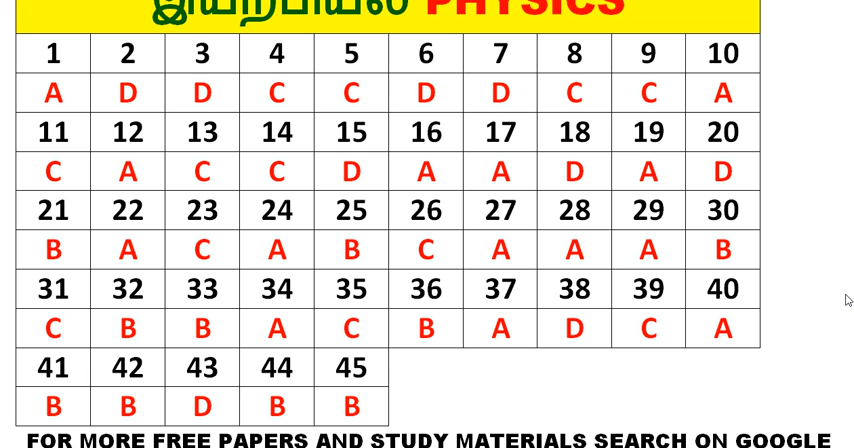 இயற்பியல் PHYSICS
1 2 3 4 5 6 7 8 9 10
A D D C C D D C C A
11 12 13 14 15 16 17 18 19 20
C A C C D A A D A D
21 22 23 24 25 26 27 28 29 30
B A C A B C A A A B
31 32 33 34 35 36 37 38 39 40
C B B A C B A D C A
41 42 43 44 45
B B D B B
FOR MORE FREE PAPERS AND STUDY MATERIALS SEARCH ON GOOGLE